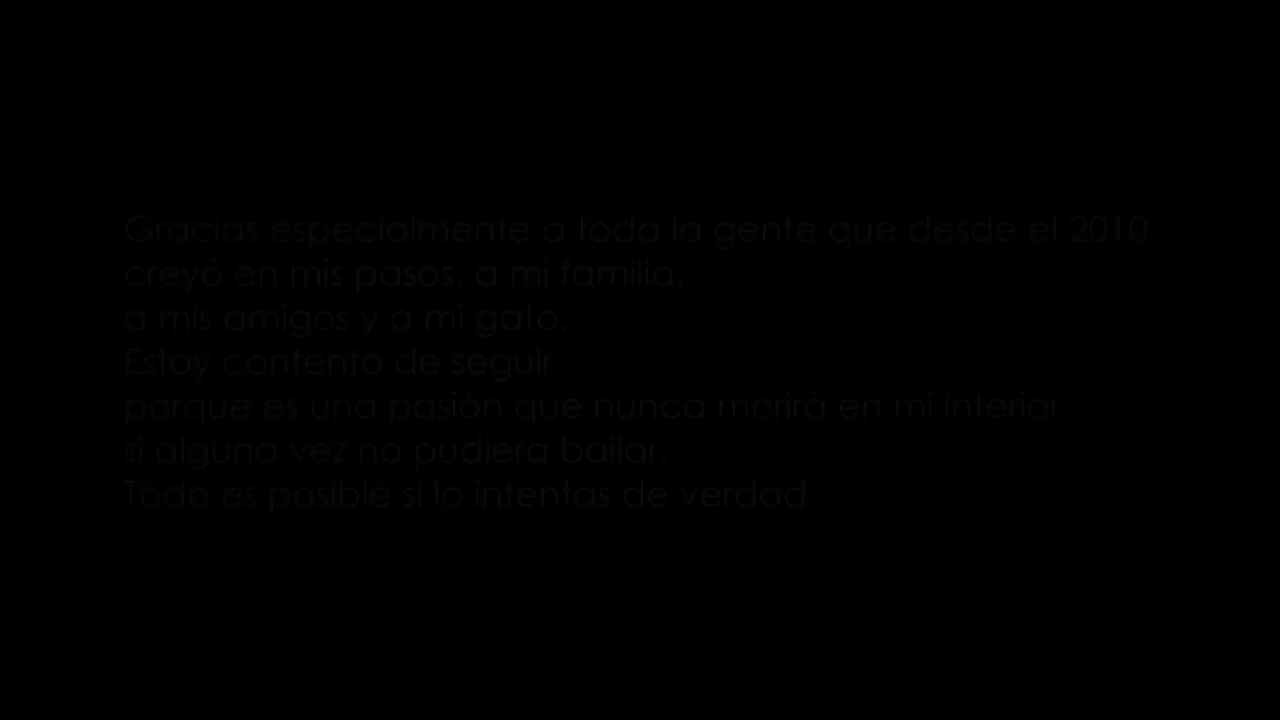 Gracias especialmente a toda la gente que desde el 2010
creyó en mis pasos, a mi familia,
a mis amigos y a mi gato.
Estoy contento de seguir
porque es una pasión que nunca morirá en mi interior
si alguna vez no pudiera bailar.
Todo es posible si lo intentas de verdad